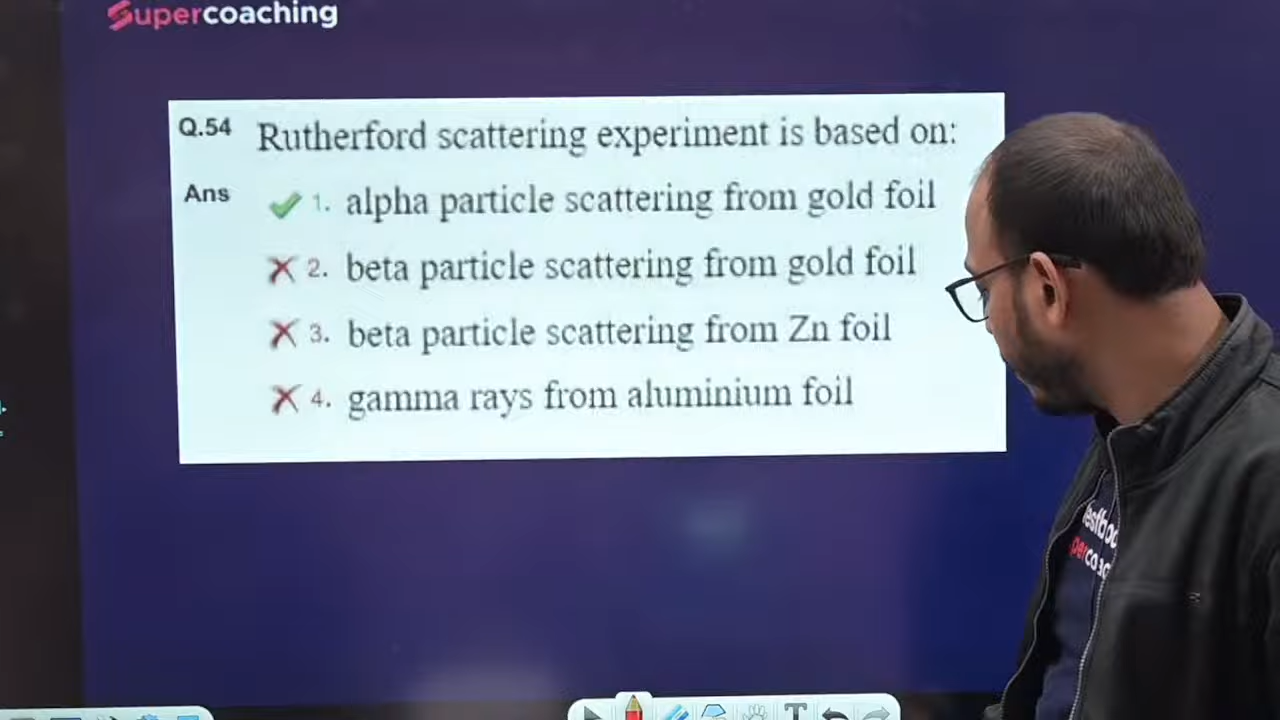 Supercoaching
Q.54 Rutherford scattering experiment is based on:
Ans 1. alpha particle scattering from gold foil
2. beta particle scattering from gold foil
3. beta particle scattering from Zn foil
4. gamma rays from aluminium foil
T